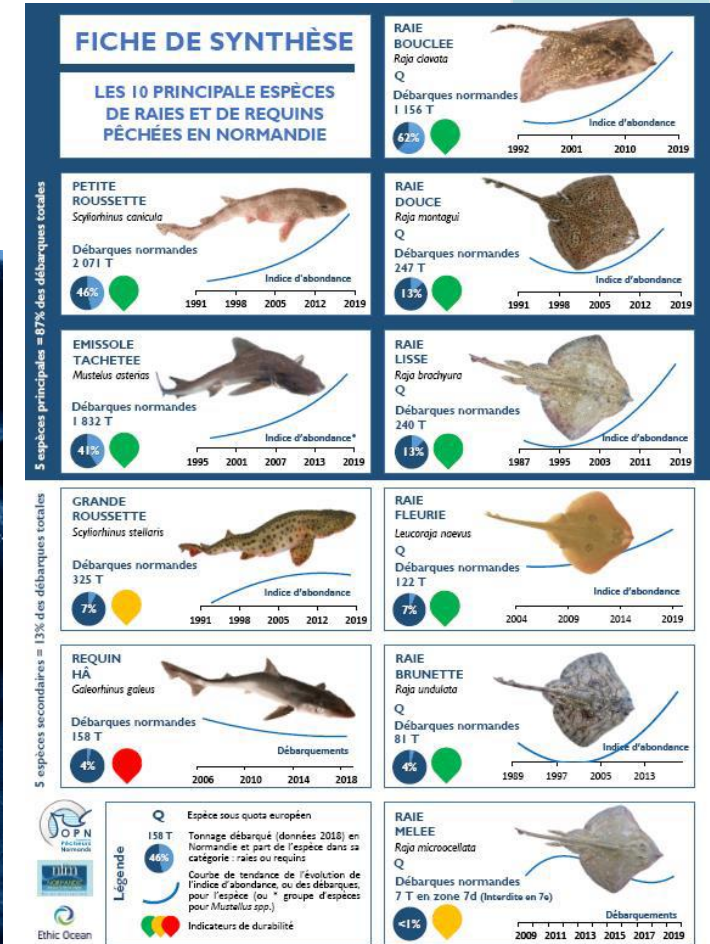 FICHE DE SYNTHÈSE
LES 10 PRINCIPALE ESPÈCES
DE RAIES ET DE REQUINS
PÊCHÉES EN NORMANDIE
RAIE
BOUCLEE
Raja clavata
Q
Débarques normandes
1 156 T
62%
Indice d'abondance
1992 2001 2010 2019
5 espèces principales = 87% des débarques totales
PETITE
ROUSSETTE
Scyliorhinus canicula
Débarques normandes
2 071 T
46%
Indice d'abondance
1991 1998 2005 2012 2019
RAIE
DOUCE
Raja montagui
Q
Débarques normandes
247 T
13%
Indice d'abondance
1991 1998 2005 2012 2019
EMISSOLE
TACHETEE
Mustelus asterias
Débarques normandes
1 832 T
41%
Indice d'abondance*
1995 2001 2007 2013 2019
RAIE
LISSE
Raja brachyura
Q
Débarques normandes
240 T
13%
Indice d'abondance
1987 1995 2003 2011 2019
5 espèces secondaires = 13% des débarques totales
GRANDE
ROUSSETTE
Scyliorhinus stellaris
Débarques normandes
325 T
7%
Indice d'abondance
1991 1998 2005 2012 2019
RAIE
FLEURIE
Leucoraja naevus
Q
Débarques normandes
122 T
7%
Indice d'abondance
2004 2009 2014 2019
REQUIN
HÂ
Galeorhinus galeus
Débarques normandes
158 T
4%
Débarquements
2006 2010 2014 2018
RAIE
BRUNETTE
Raja undulata
Q
Débarques normandes
81 T
4%
Indice d'abondance
1989 1997 2005 2013
OPN
Pêcheurs
Normands
NORMANDIE
Ethic Ocean
Légende
Q Espèce sous quota européen
158 T Tonnage débarqué (données 2018) en
Normandie et part de l'espèce dans sa
46% catégorie : raies ou requins
Courbe de tendance de l'évolution de
l'indice d'abondance, ou des débarques,
pour l'espèce (ou * groupe d'espèces
pour Mustellus spp.)
Indicateurs de durabilité
RAIE
MELEE
Raja microocellata
Q
Débarques normandes
7 T en zone 7d (Interdite en 7e)
<1%
Débarquements
2009 2011 2013 2015 2017 2019